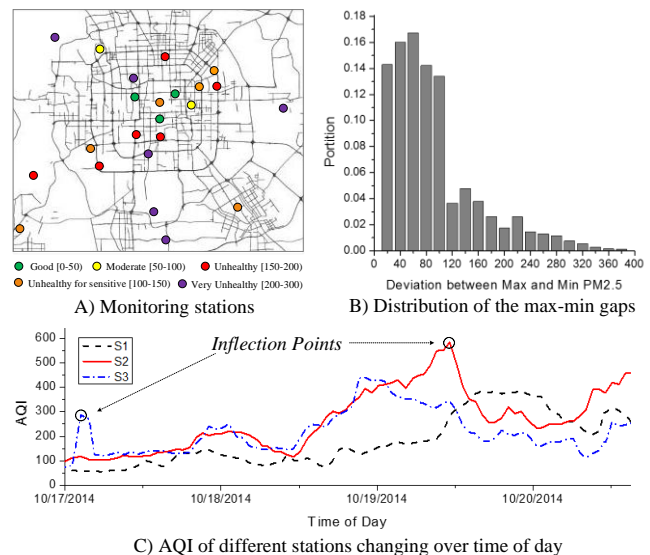 Good [0-50)
Moderate [50-100)
Unhealthy [150-200)
Unhealthy for sensitive [100-150)
Very Unhealthy [200-300)
A) Monitoring stations
0.18
0.16
0.14
0.12
0.10
0.08
0.06
0.04
0.02
0.00
Portition
0 40 80 120 160 200 240 280 320 360 400
Deviation between Max and Min PM2.5
B) Distribution of the max-min gaps
600
500
400
300
200
100
0
AQI
S1
S2
S3
Inflection Points
10/17/2014 10/18/2014 10/19/2014 10/20/2014
Time of Day
C) AQI of different stations changing over time of day